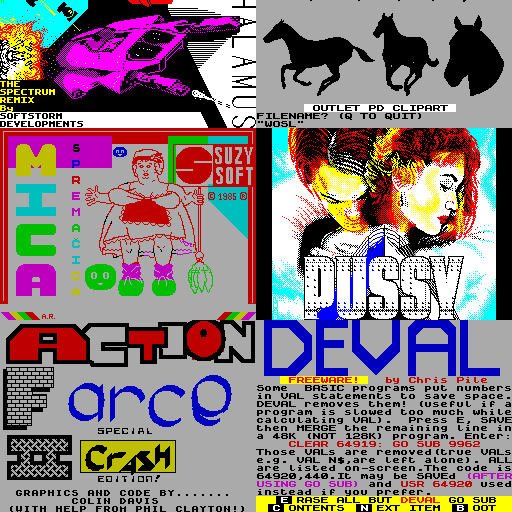 THALAMUS
THE
SPECTRUM
REMIX
By
SOFTSTORM
DEVELOPMENTS
OUTLET PD CLIPART
FILENAME? (Q TO QUIT)
"WOSL"
MICA
SPREMAČICA
SUZY
SOFT
© 1985 ©
A.R.
PUSSY
ACTION
Farce
SPECIAL
II CRASH
EDITION!
GRAPHICS AND CODE BY.......
COLIN DAVIS
(WITH HELP FROM PHIL CLAYTON!)
DEVAL
FREEWARE! by Chris Pile
Some BASIC programs put numbers
in VAL statements to save space.
DEVAL removes them! (useful if a
program is slowed too much while
calculating VAL). Press E, SAVE
then MERGE the remaining line in
a 48K (NOT 128K) program. Enter:
CLEAR 64919: GO SUB 9962
Those VALs are removed(true VALs
e.g. VAL N$,are left alone). ALL
are listed on-screen.The code is
64920,440.It may be SAVEd (AFTER
USING GO SUB) and USR 64920 used
instead if you prefer.
E RASE ALL BUT DEVAL GO SUB
C ONTENTS N EXT ITEM B OOT